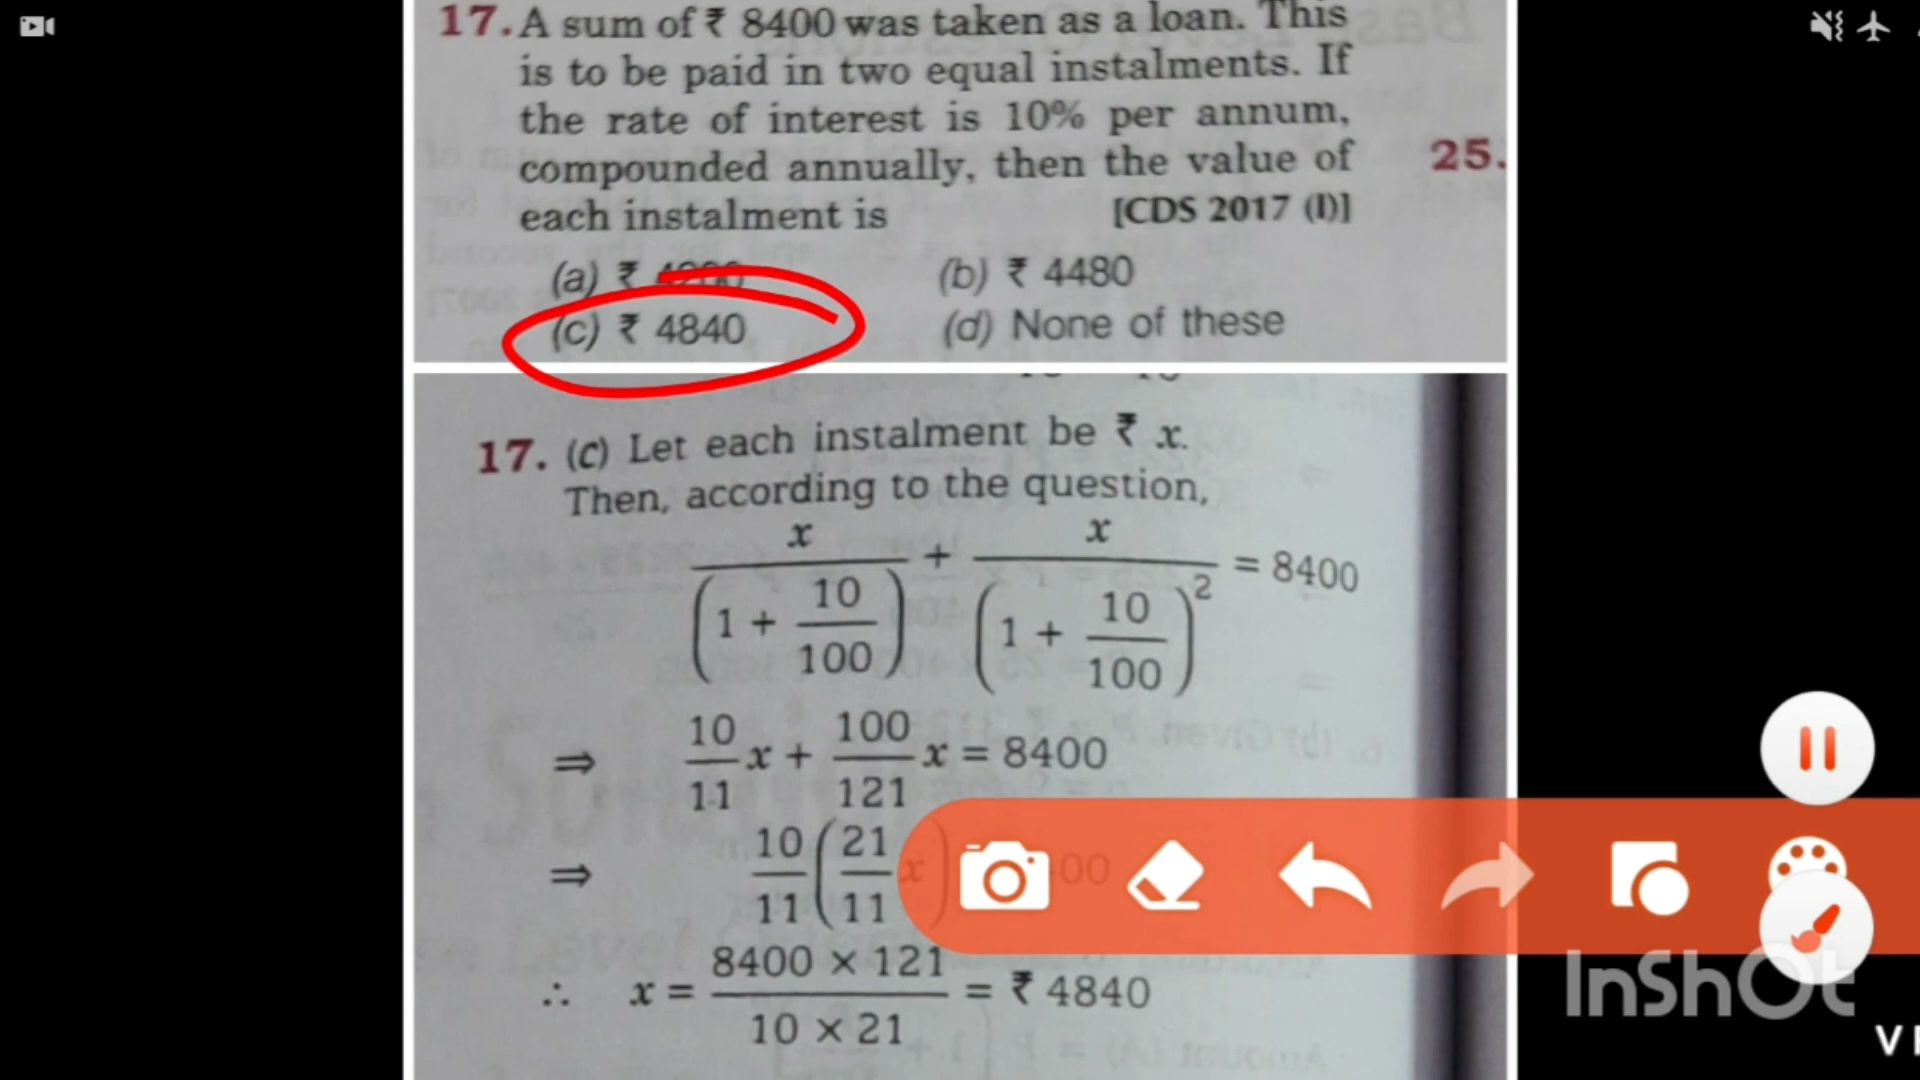 17. A sum of ₹ 8400 was taken as a loan. This
is to be paid in two equal instalments. If
the rate of interest is 10% per annum,
compounded annually, then the value of
each instalment is [CDS 2017 (I)]
(a) ₹ (b) ₹ 4480
(c) ₹ 4840 (d) None of these
25.
17. (c) Let each instalment be ₹ x.
Then, according to the question,
x/(1 + 10/100) + x/(1 + 10/100)² = 8400
⇒ 10/11 x + 100/121 x = 8400
⇒ 10/11 (21/11 x) 00
∴ x = 8400 × 121/10 × 21 = ₹ 4840
InShOt